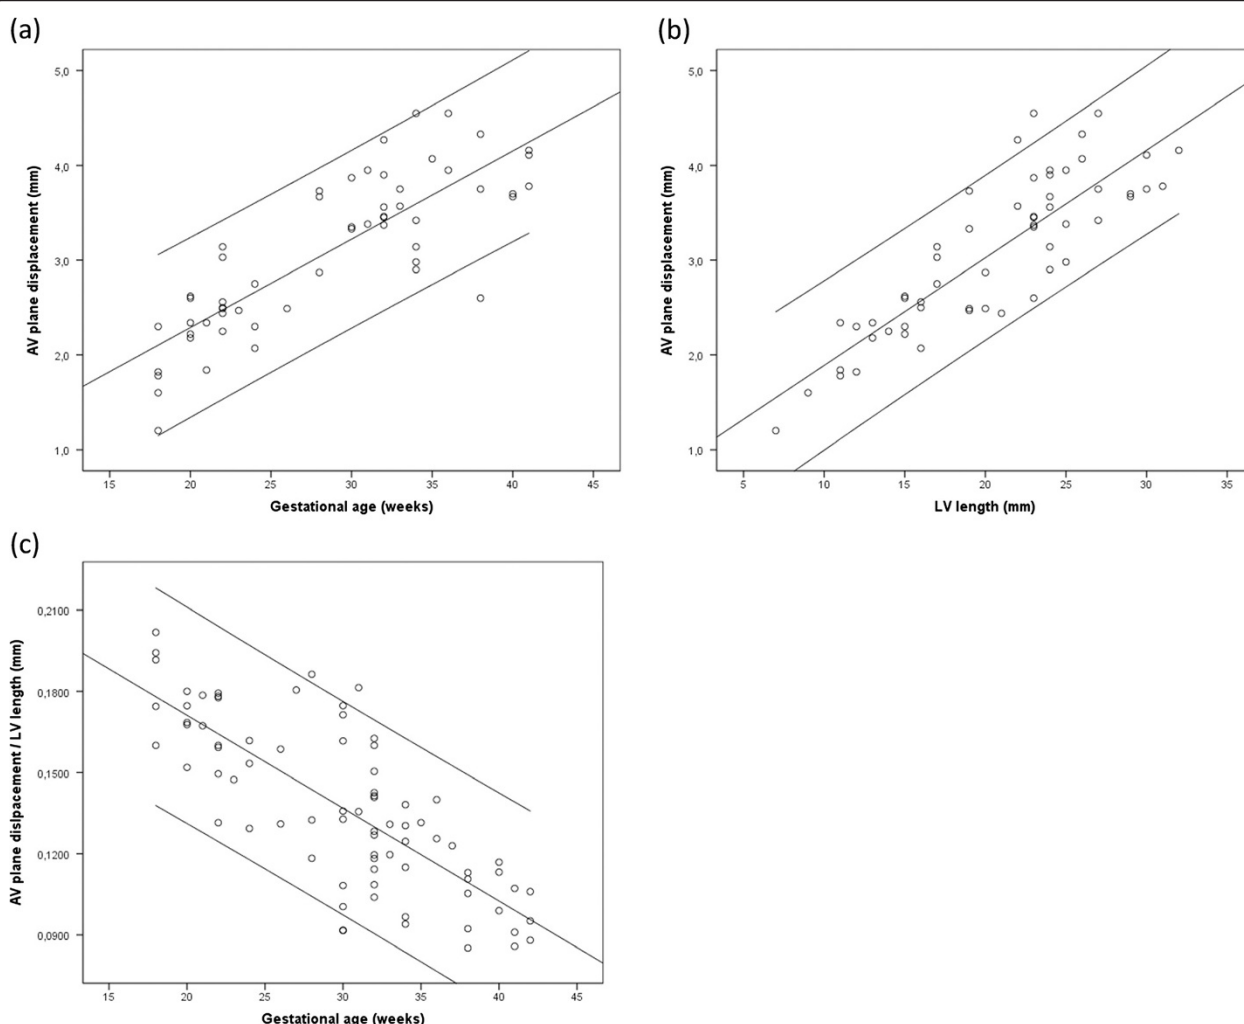 (a)
5,0
4,0
3,0
2,0
1,0
AV plane displacement (mm)
15 20 25 30 35 40 45
Gestational age (weeks)
(b)
5,0
4,0
3,0
2,0
1,0
AV plane displacement (mm)
5 10 15 20 25 30 35
LV length (mm)
(c)
0,2100
0,1800
0,1500
0,1200
0,0900
AV plane dislpacement / LV length (mm)
15 20 25 30 35 40 45
Gestational age (weeks)